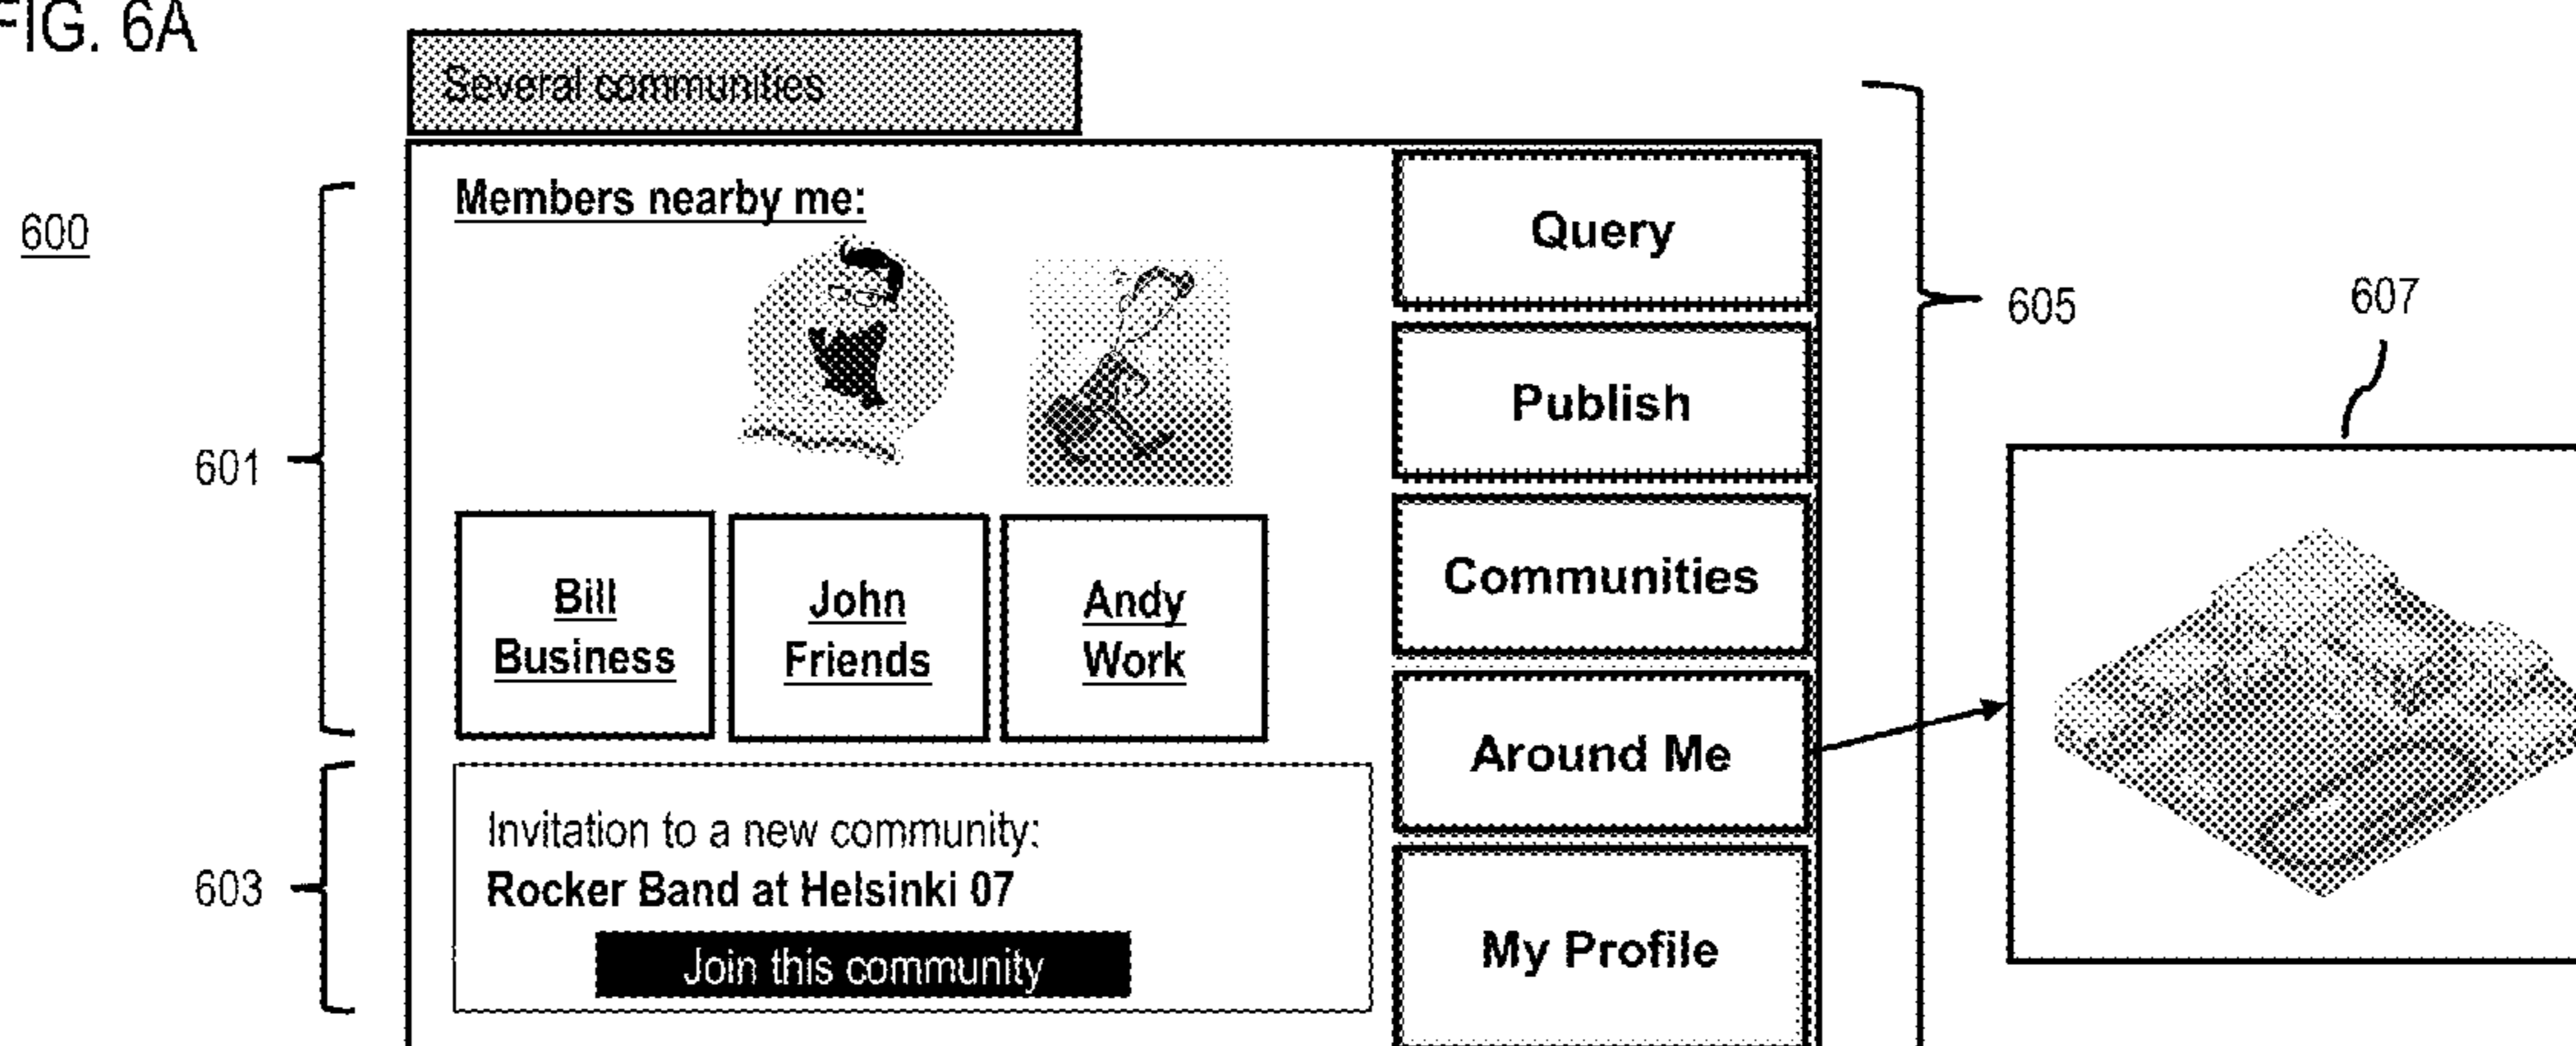 FIG. 6A
Several communities
600
Members nearby me:
601
Bill
Business
John
Friends
Andy
Work
603
Invitation to a new community:
Rocker Band at Helsinki 07
Join this community
Query
Publish
Communities
Around Me
My Profile
605
607